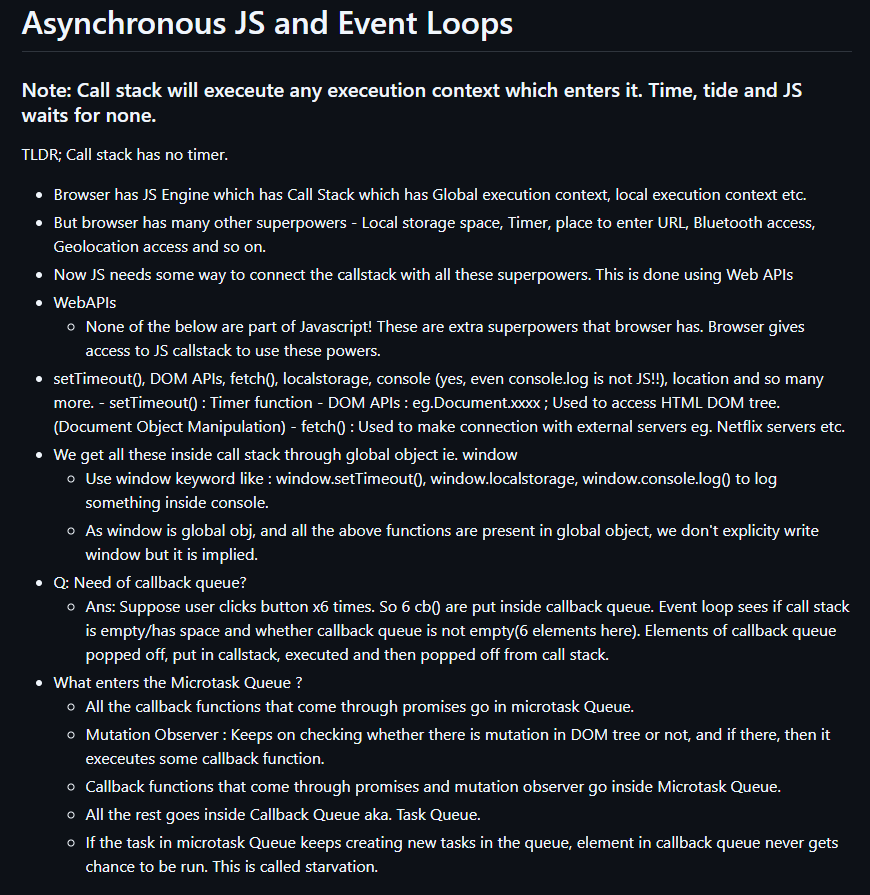 Asynchronous JS and Event Loops
Note: Call stack will execeute any execeution context which enters it. Time, tide and JS
waits for none.
TLDR; Call stack has no timer.
• Browser has JS Engine which has Call Stack which has Global execution context, local execution context etc.
• But browser has many other superpowers - Local storage space, Timer, place to enter URL, Bluetooth access,
Geolocation access and so on.
• Now JS needs some way to connect the callstack with all these superpowers. This is done using Web APIs
• WebAPIs
◦ None of the below are part of Javascript! These are extra superpowers that browser has. Browser gives
access to JS callstack to use these powers.
• setTimeout(), DOM APIs, fetch(), localstorage, console (yes, even console.log is not JS!!), location and so many
more. - setTimeout() : Timer function - DOM APIs : eg.Document.xxxx ; Used to access HTML DOM tree.
(Document Object Manipulation) - fetch() : Used to make connection with external servers eg. Netflix servers etc.
• We get all these inside call stack through global object ie. window
◦ Use window keyword like : window.setTimeout(), window.localstorage, window.console.log() to log
something inside console.
◦ As window is global obj, and all the above functions are present in global object, we don't explicity write
window but it is implied.
• Q: Need of callback queue?
◦ Ans: Suppose user clicks button x6 times. So 6 cb() are put inside callback queue. Event loop sees if call stack
is empty/has space and whether callback queue is not empty(6 elements here). Elements of callback queue
popped off, put in callstack, executed and then popped off from call stack.
• What enters the Microtask Queue ?
◦ All the callback functions that come through promises go in microtask Queue.
◦ Mutation Observer : Keeps on checking whether there is mutation in DOM tree or not, and if there, then it
execeutes some callback function.
◦ Callback functions that come through promises and mutation observer go inside Microtask Queue.
◦ All the rest goes inside Callback Queue aka. Task Queue.
◦ If the task in microtask Queue keeps creating new tasks in the queue, element in callback queue never gets
chance to be run. This is called starvation.